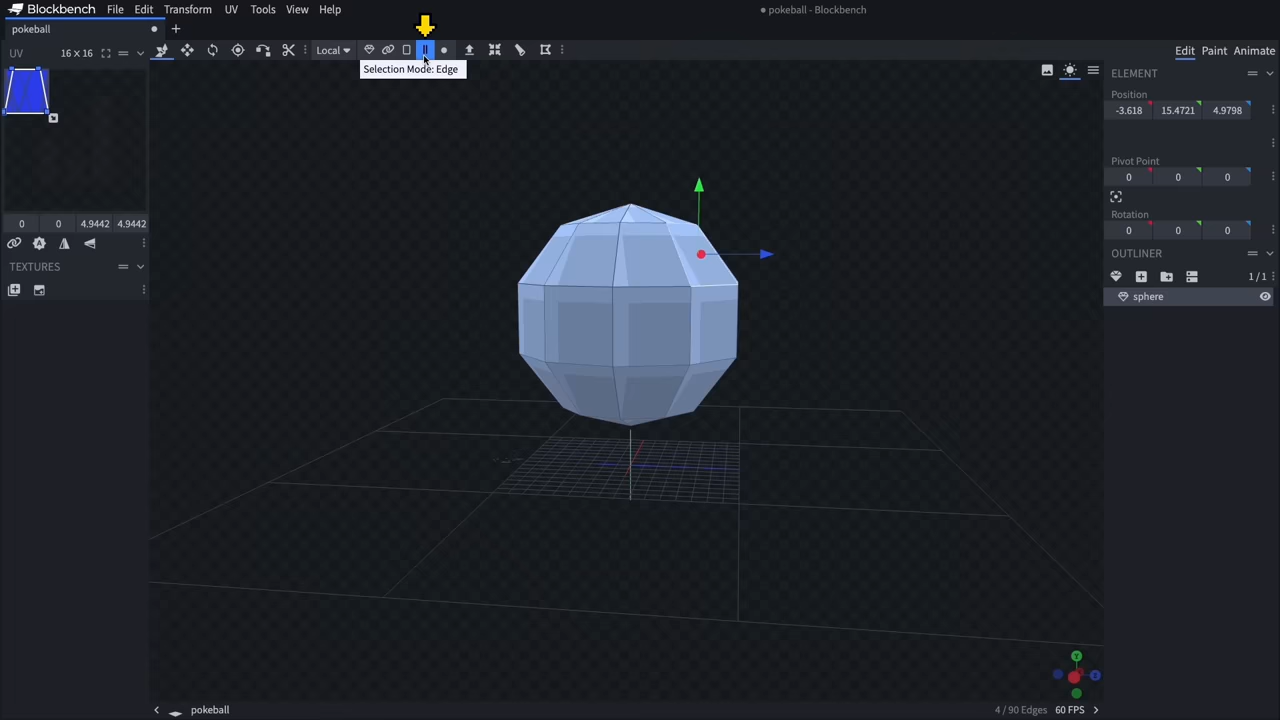 Blockbench File Edit Transform UV Tools View Help
pokeball - Blockbench
pokeball
UV 16 × 16
Local
Selection Mode: Edge
Edit Paint Animate
0 0 4.9442 4.9442
TEXTURES
ELEMENT
Position
-3.618 15.4721 4.9798
Pivot Point
0 0 0
Rotation
0 0 0
OUTLINER
1/1
sphere
Y
pokeball
4 / 90 Edges 60 FPS